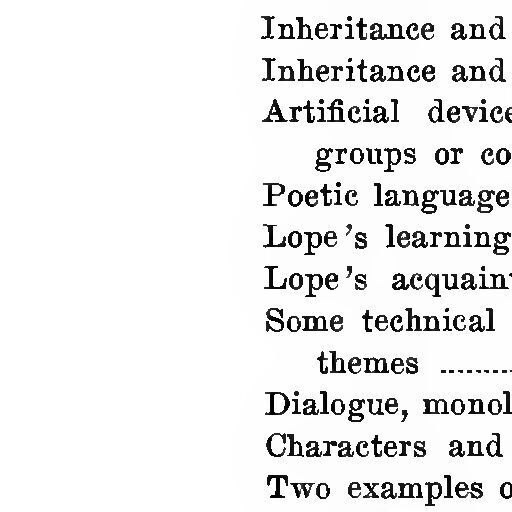 Inheritance and
Inheritance and
Artificial device
groups or co
Poetic language
Lope's learning
Lope's acquain
Some technical
themes .........
Dialogue, monol
Characters and
Two examples o